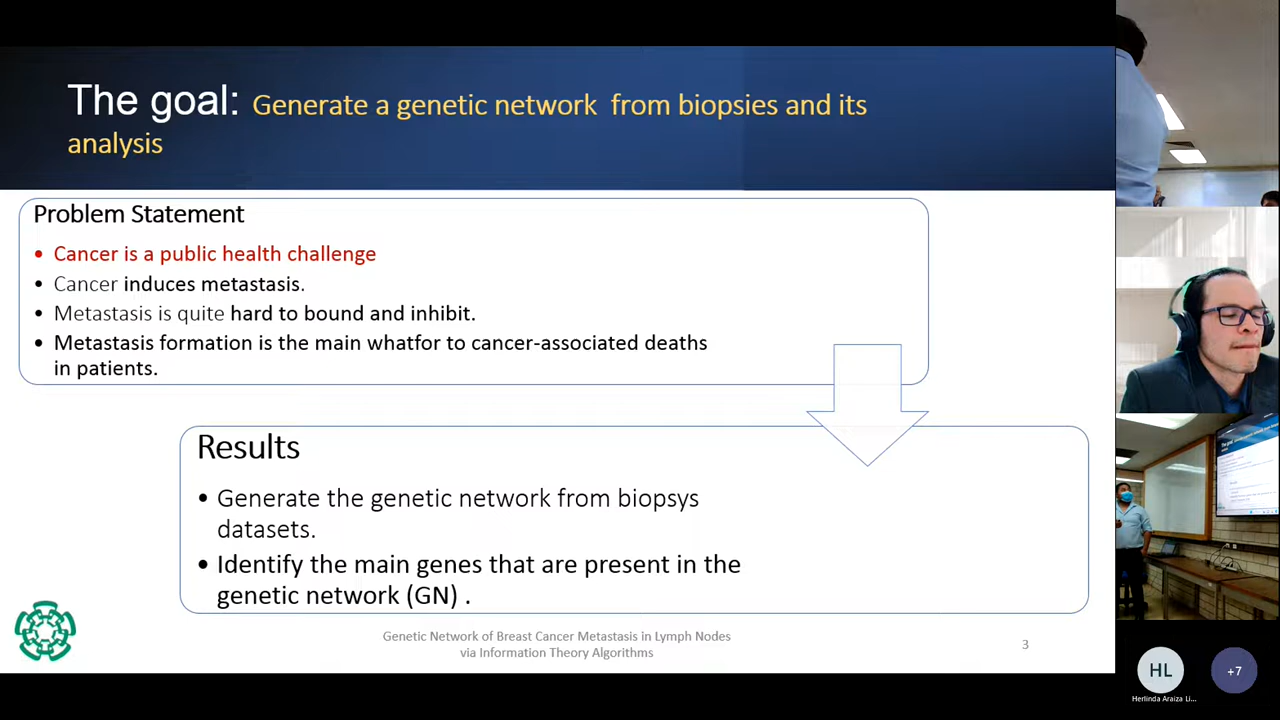 The goal: Generate a genetic network from biopsies and its
analysis
Problem Statement
• Cancer is a public health challenge
• Cancer induces metastasis.
• Metastasis is quite hard to bound and inhibit.
• Metastasis formation is the main whatfor to cancer-associated deaths
in patients.
Results
• Generate the genetic network from biopsys
datasets.
• Identify the main genes that are present in the
genetic network (GN) .
Genetic Network of Breast Cancer Metastasis in Lymph Nodes
via Information Theory Algorithms
3
HL
Herlinda Araiza Li...
+7